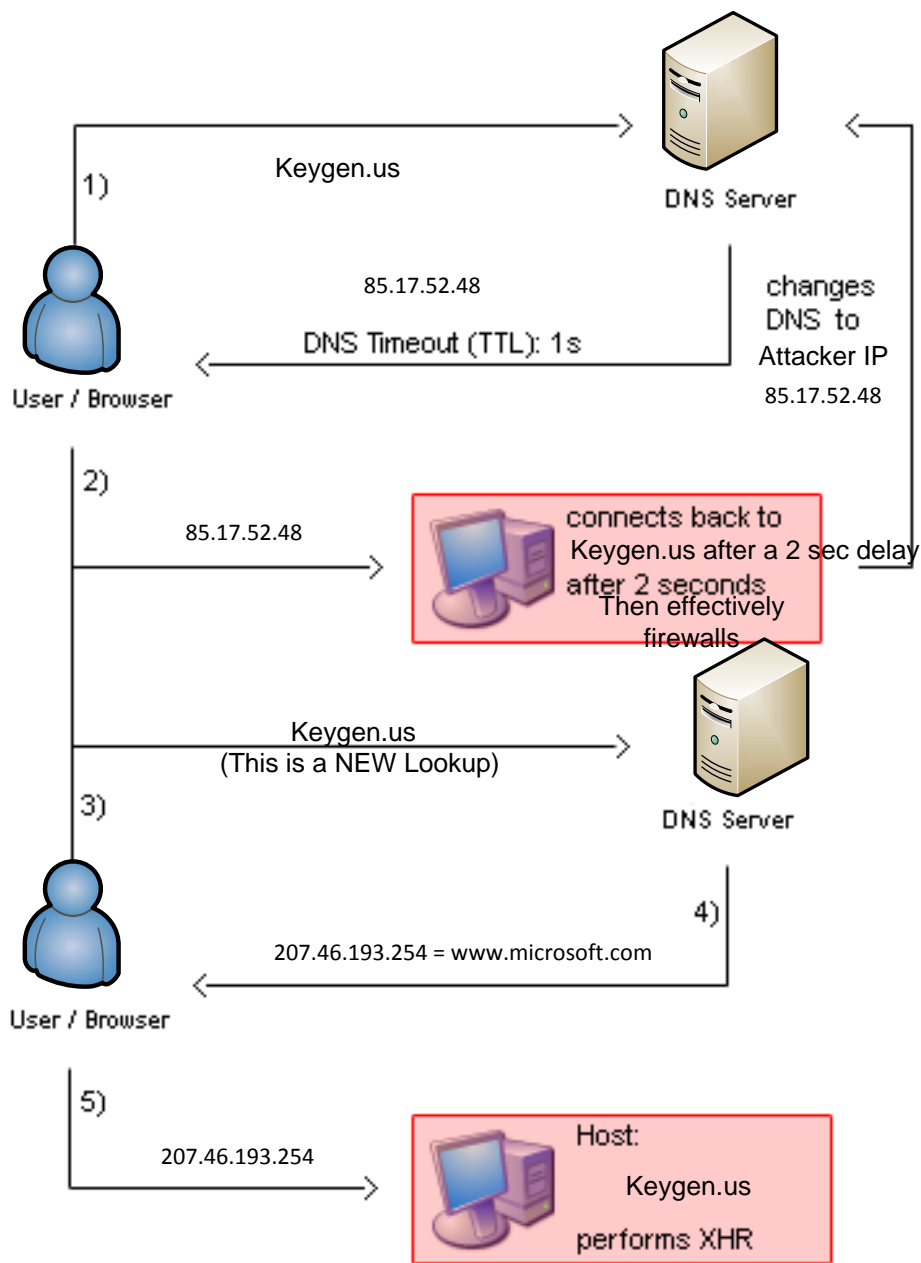 Keygen.us
1)
DNS Server
85.17.52.48
DNS Timeout (TTL): 1s
changes
DNS to
Attacker IP
85.17.52.48
User / Browser
2)
85.17.52.48
connects back to
Keygen.us after a 2 sec delay
after 2 seconds
Then effectively
firewalls
Keygen.us
(This is a NEW Lookup)
3)
DNS Server
4)
207.46.193.254 = www.microsoft.com
User / Browser
5)
207.46.193.254
Host:
Keygen.us
performs XHR